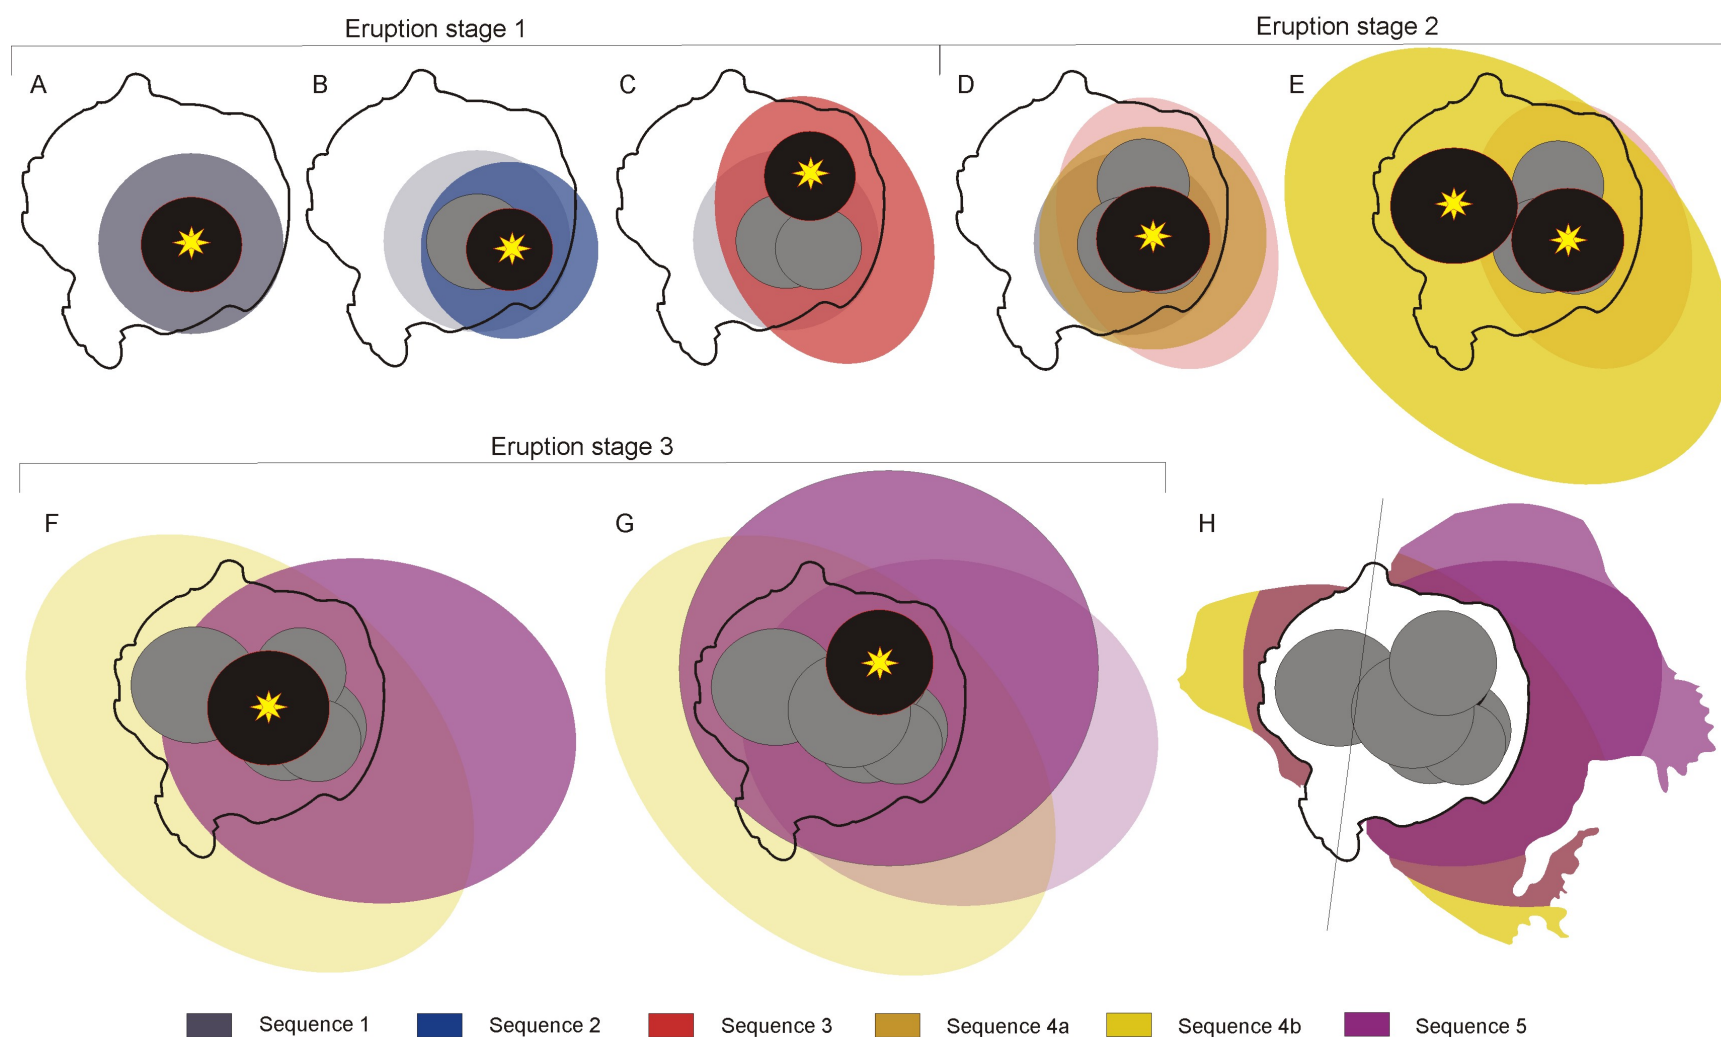 Eruption stage 1
Eruption stage 2
A
B
C
D
E
Eruption stage 3
F
G
H
Sequence 1
Sequence 2
Sequence 3
Sequence 4a
Sequence 4b
Sequence 5